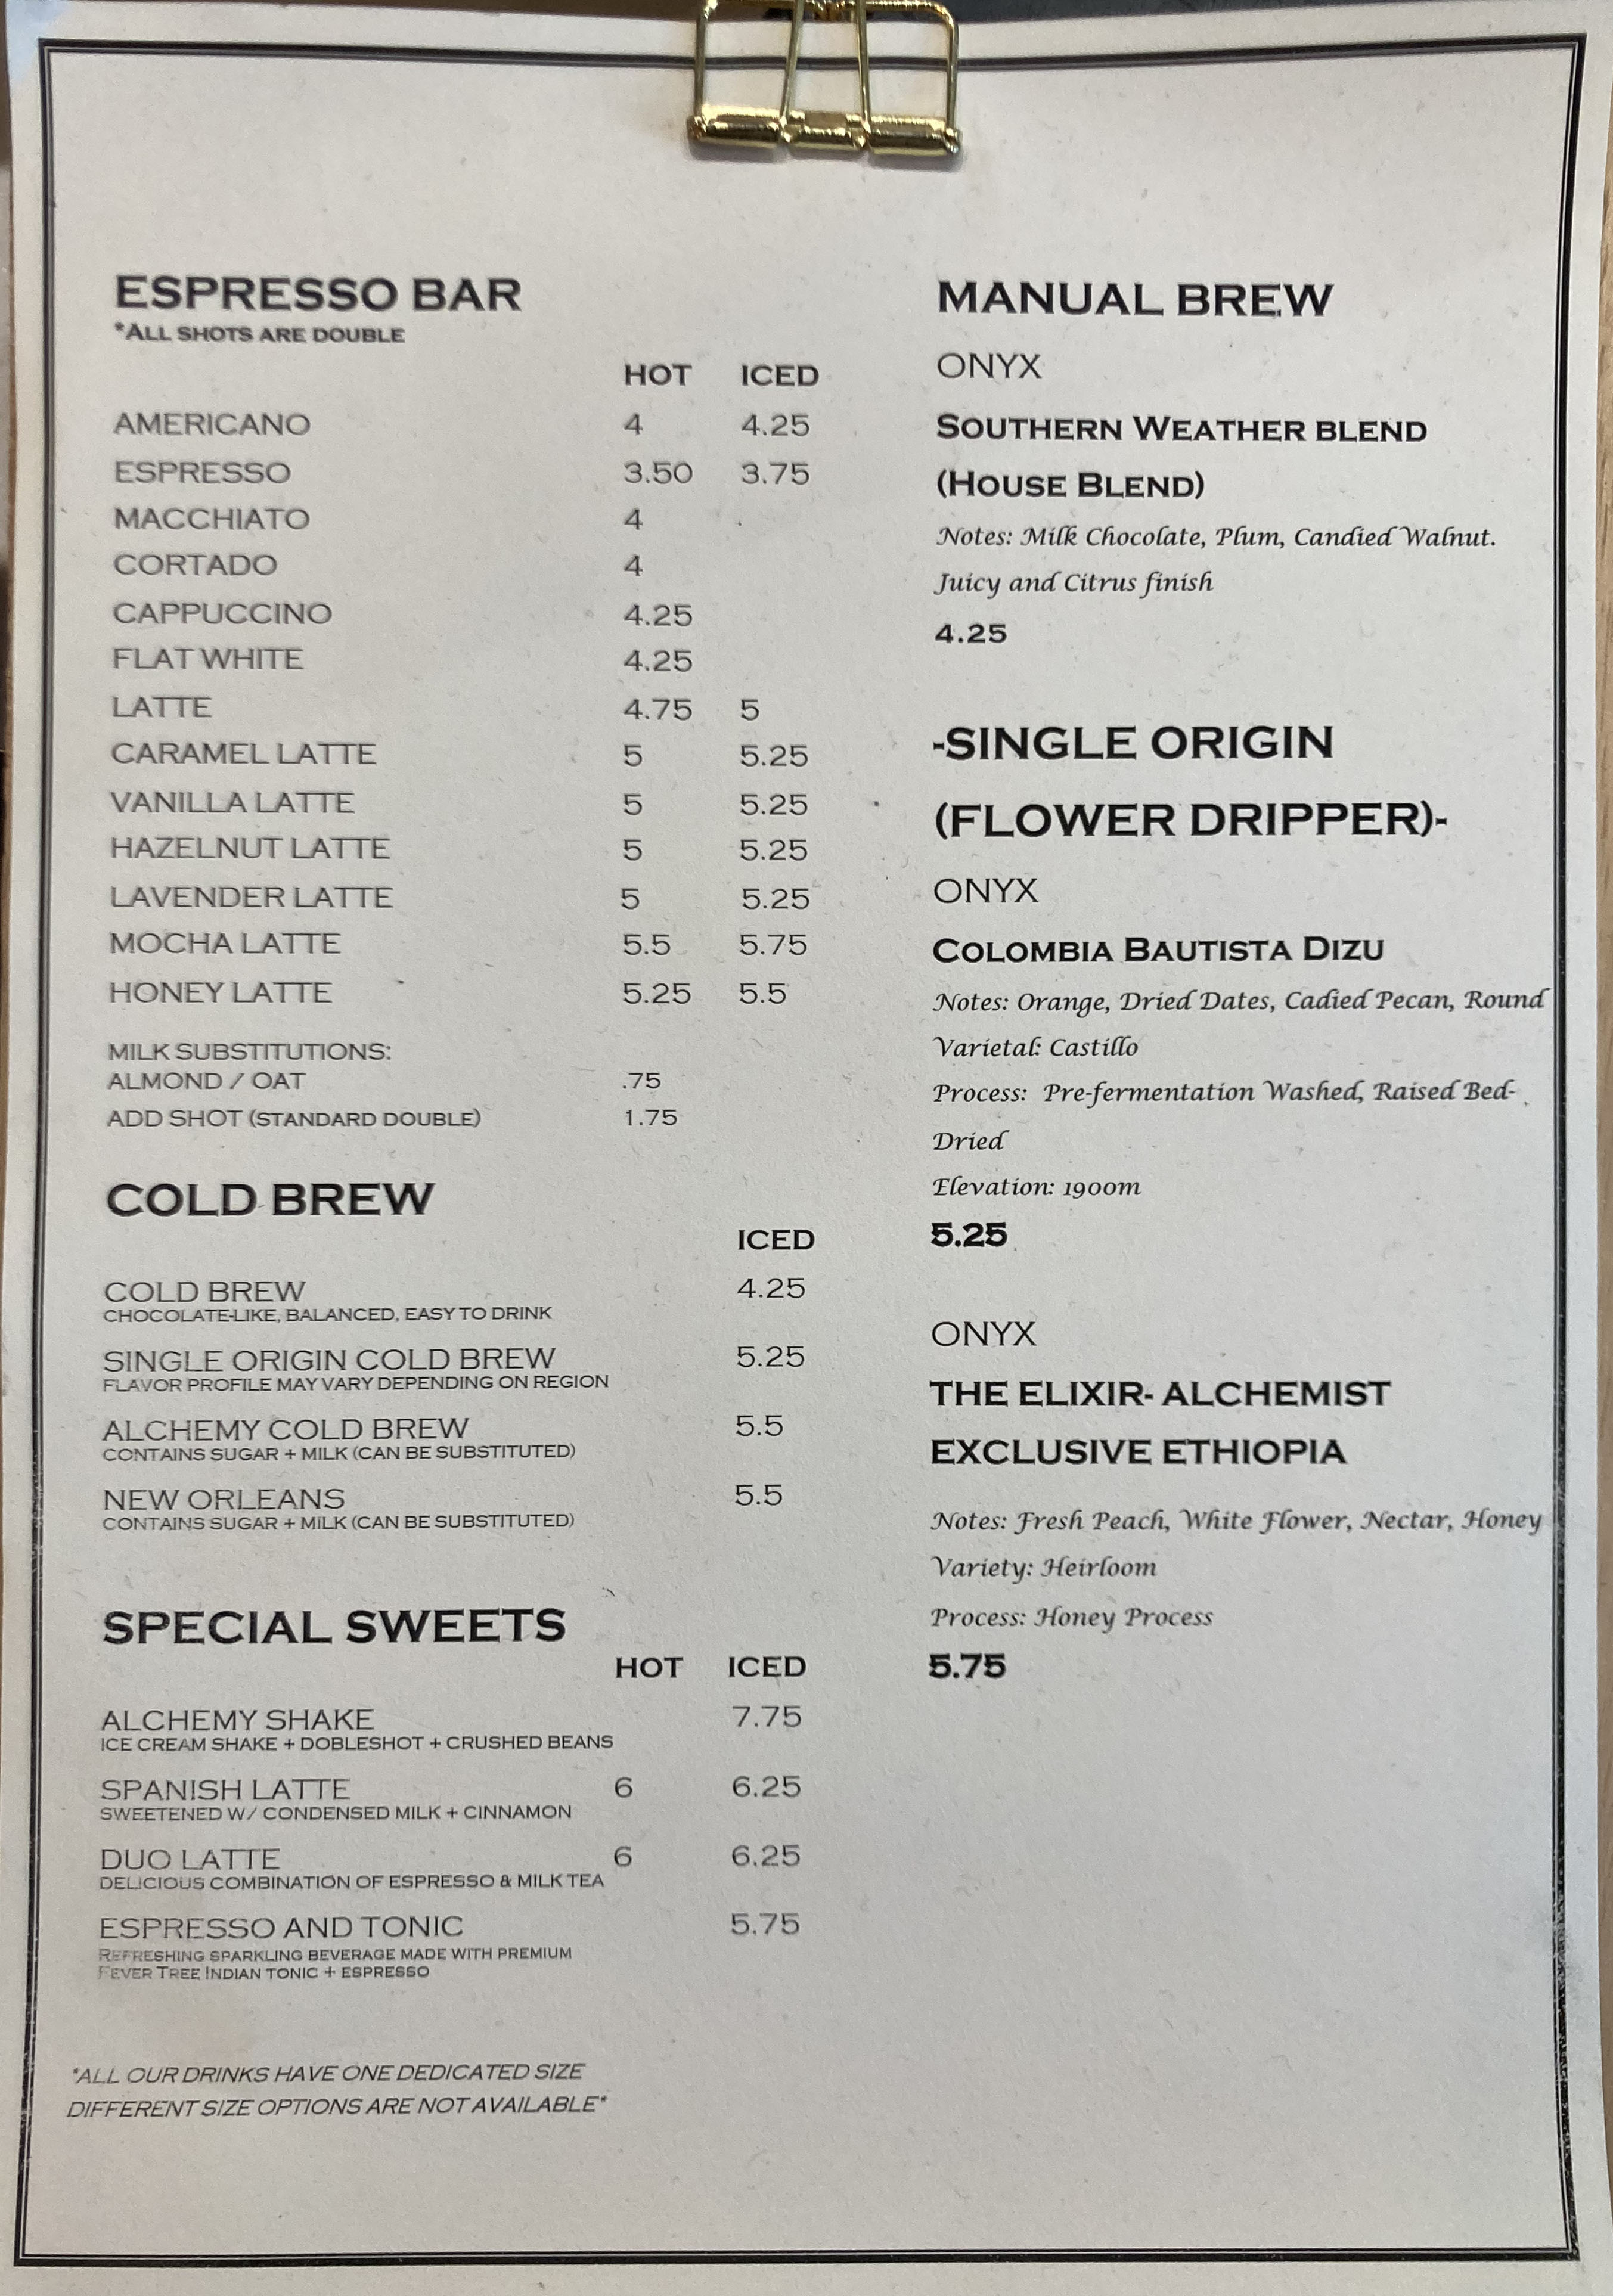 ESPRESSO BAR
*ALL SHOTS ARE DOUBLE
HOT ICED
AMERICANO 4 4.25
ESPRESSO 3.50 3.75
MACCHIATO 4
CORTADO 4
CAPPUCCINO 4.25
FLAT WHITE 4.25
LATTE 4.75 5
CARAMEL LATTE 5 5.25
VANILLA LATTE 5 5.25
HAZELNUT LATTE 5 5.25
LAVENDER LATTE 5 5.25
MOCHA LATTE 5.5 5.75
HONEY LATTE 5.25 5.5
MILK SUBSTITUTIONS:
ALMOND / OAT .75
ADD SHOT (STANDARD DOUBLE) 1.75
COLD BREW
ICED
COLD BREW 4.25
CHOCOLATE-LIKE, BALANCED, EASY TO DRINK
SINGLE ORIGIN COLD BREW 5.25
FLAVOR PROFILE MAY VARY DEPENDING ON REGION
ALCHEMY COLD BREW 5.5
CONTAINS SUGAR + MILK (CAN BE SUBSTITUTED)
NEW ORLEANS 5.5
CONTAINS SUGAR + MILK (CAN BE SUBSTITUTED)
SPECIAL SWEETS
HOT ICED
ALCHEMY SHAKE 7.75
ICE CREAM SHAKE + DOBLESHOT + CRUSHED BEANS
SPANISH LATTE 6 6.25
SWEETENED W/ CONDENSED MILK + CINNAMON
DUO LATTE 6 6.25
DELICIOUS COMBINATION OF ESPRESSO & MILK TEA
ESPRESSO AND TONIC 5.75
REFRESHING SPARKLING BEVERAGE MADE WITH PREMIUM
FEVER TREE INDIAN TONIC + ESPRESSO
*ALL OUR DRINKS HAVE ONE DEDICATED SIZE
DIFFERENT SIZE OPTIONS ARE NOT AVAILABLE*
MANUAL BREW
ONYX
SOUTHERN WEATHER BLEND
(HOUSE BLEND)
Notes: Milk Chocolate, Plum, Candied Walnut.
Juicy and Citrus finish
4.25
-SINGLE ORIGIN
(FLOWER DRIPPER)-
ONYX
COLOMBIA BAUTISTA DIZU
Notes: Orange, Dried Dates, Cadied Pecan, Round
Varietal: Castillo
Process: Pre-fermentation Washed, Raised Bed-
Dried
Elevation: 1900m
5.25
ONYX
THE ELIXIR- ALCHEMIST
EXCLUSIVE ETHIOPIA
Notes: Fresh Peach, White Flower, Nectar, Honey
Variety: Heirloom
Process: Honey Process
5.75